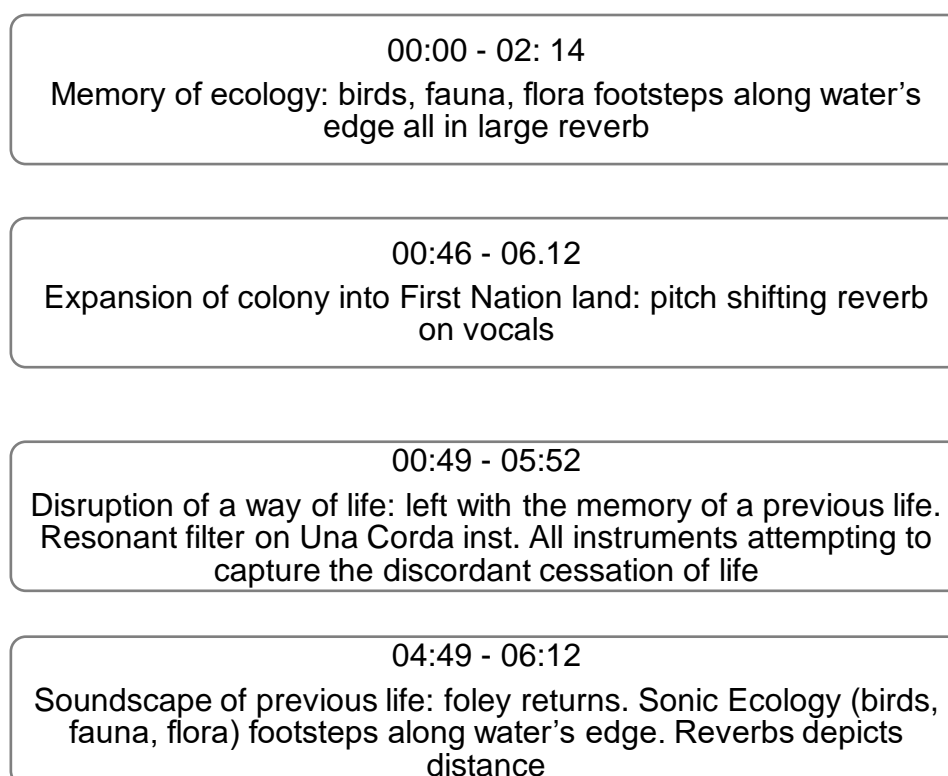 00:00 - 02: 14
Memory of ecology: birds, fauna, flora footsteps along water’s
edge all in large reverb
00:46 - 06.12
Expansion of colony into First Nation land: pitch shifting reverb
on vocals
00:49 - 05:52
Disruption of a way of life: left with the memory of a previous life.
Resonant filter on Una Corda inst. All instruments attempting to
capture the discordant cessation of life
04:49 - 06:12
Soundscape of previous life: foley returns. Sonic Ecology (birds,
fauna, flora) footsteps along water’s edge. Reverbs depicts
distance